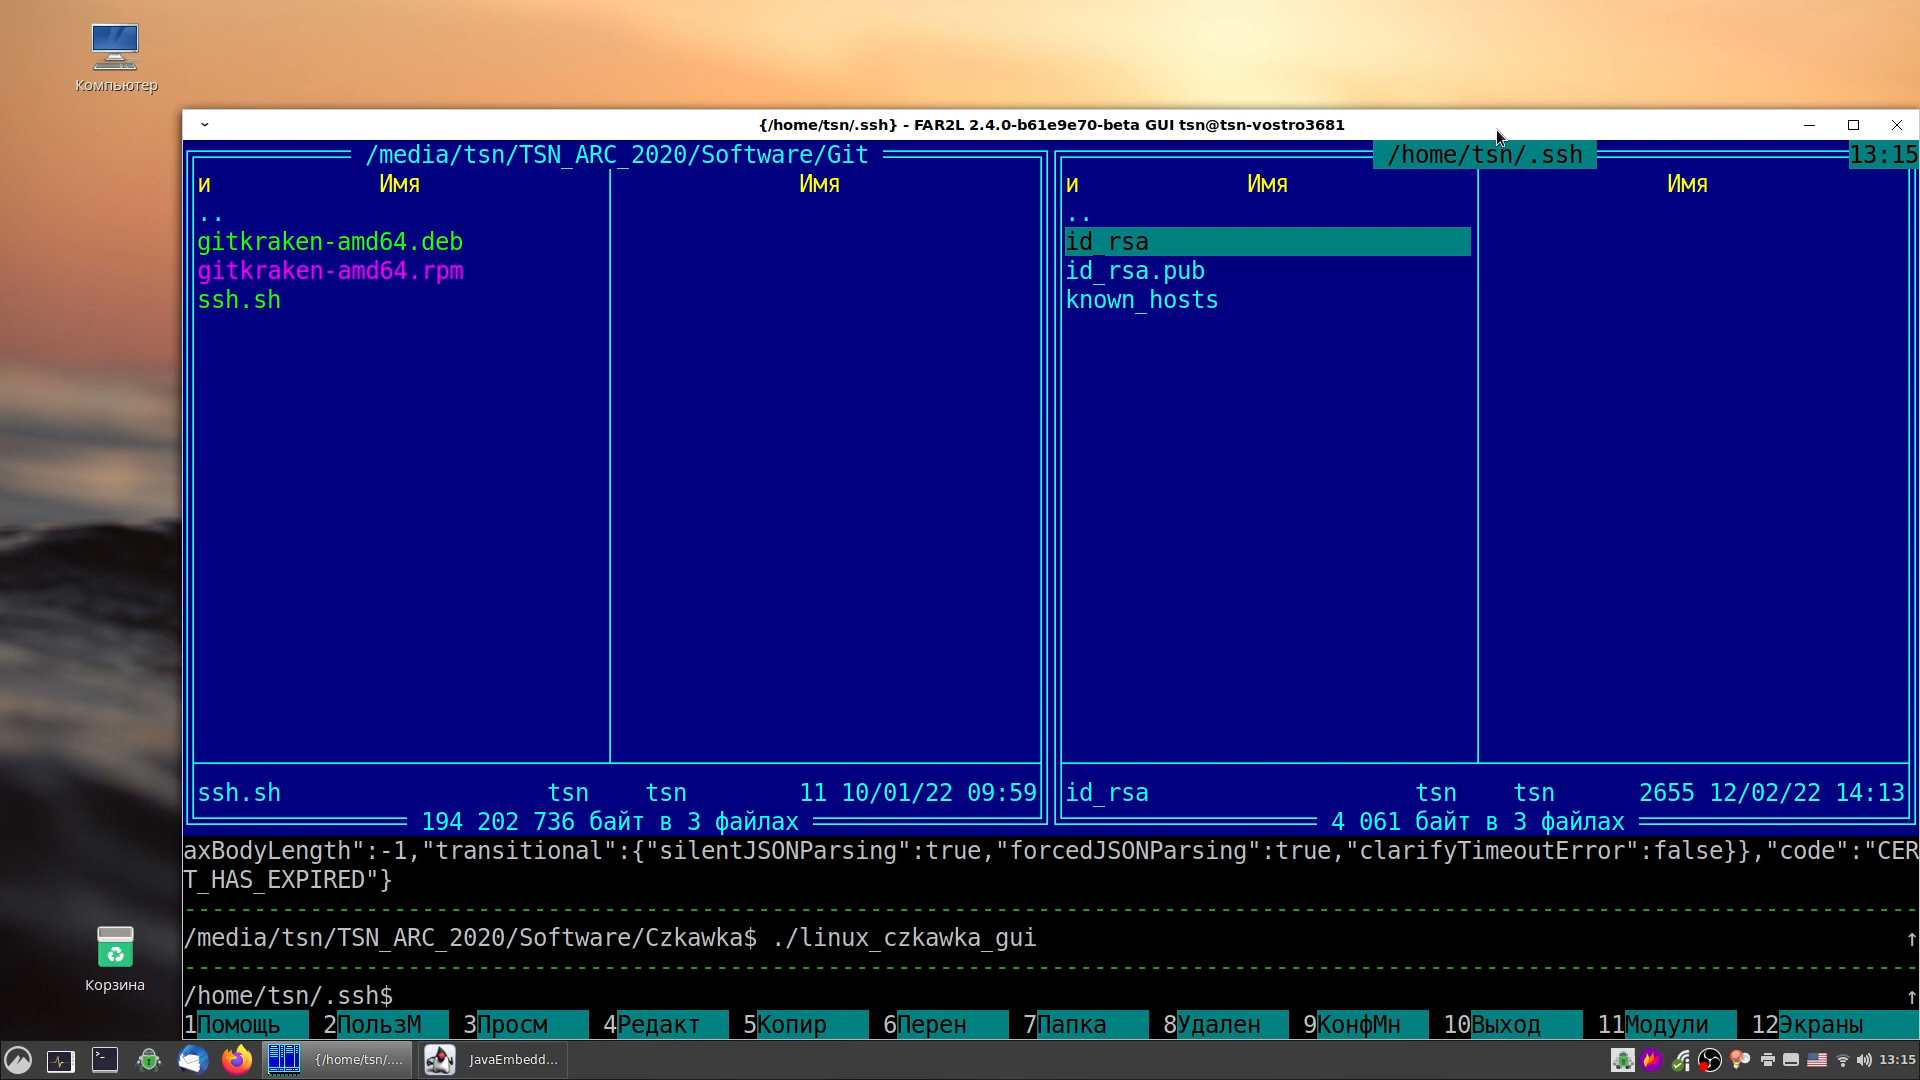 Компьютер
{/home/tsn/.ssh} - FAR2L 2.4.0-b61e9e70-beta GUI tsn@tsn-vostro3681
/media/tsn/TSN_ARC_2020/Software/Git
и Имя Имя
..
gitkraken-amd64.deb
gitkraken-amd64.rpm
ssh.sh
ssh.sh tsn tsn 11 10/01/22 09:59
194 202 736 байт в 3 файлах
/home/tsn/.ssh 13:15
и Имя Имя
..
id_rsa
id_rsa.pub
known_hosts
id_rsa tsn tsn 2655 12/02/22 14:13
4 061 байт в 3 файлах
axBodyLength":-1,"transitional":{"silentJSONParsing":true,"forcedJSONParsing":true,"clarifyTimeoutError":false}},"code":"CER
T_HAS_EXPIRED"}
/media/tsn/TSN_ARC_2020/Software/Czkawka$ ./linux_czkawka_gui ↑
/home/tsn/.ssh$ ↑
1Помощь 2ПользМ 3Просм 4Редакт 5Копир 6Перен 7Папка 8Удален 9КонфМн 10Выход 11Модули 12Экраны
Корзина
{/home/tsn/....
JavaEmbedd...
13:15